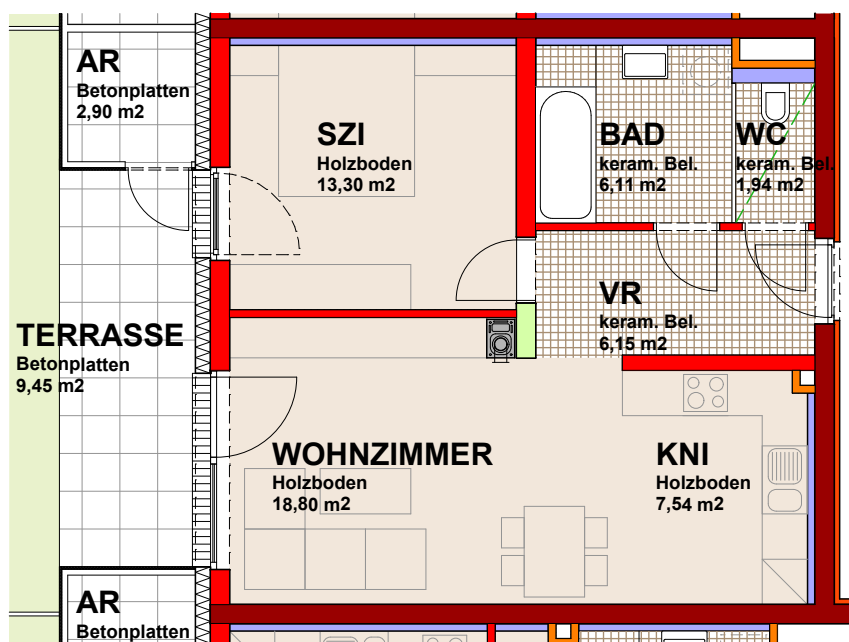 AR
Betonplatten
2,90 m2
SZI
Holzboden
13,30 m2
BAD
keram. Bel.
6,11 m2
WC
keram. Bel.
1,94 m2
VR
keram. Bel.
6,15 m2
TERRASSE
Betonplatten
9,45 m2
WOHNZIMMER
Holzboden
18,80 m2
KNI
Holzboden
7,54 m2
AR
Betonplatten